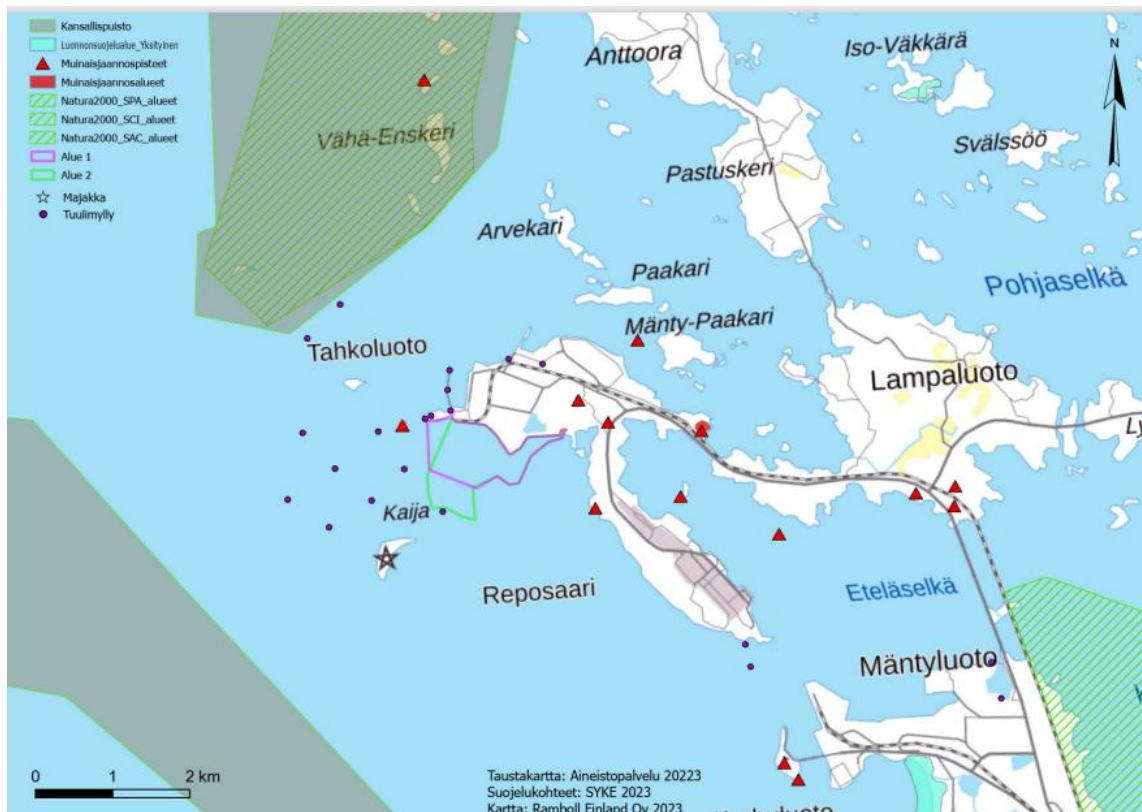 Kansallispuisto
Luonnonsuojelualue_Yksityinen
Muinaisjaannospisteet
Muinaisjaannosalueet
Natura2000_SPA_alueet
Natura2000_SCI_alueet
Natura2000_SAC_alueet
Alue 1
Alue 2
Majakka
Tuulimylly
Anttoora
Iso-Väkkärä
N
Vähä-Enskeri
Svälssöö
Pastuskeri
Arvekari
Paakari
Pohjaselkä
Mänty-Paakari
Tahkoluoto
Lampaluoto
Ly
Kaija
Reposaari
Eteläselkä
Mäntyluoto
K
0 1 2 km
Taustakartta: Aineistopalvelu 20223
Suojelukohteet: SYKE 2023
Kartta: Ramboll Finland Oy 2023